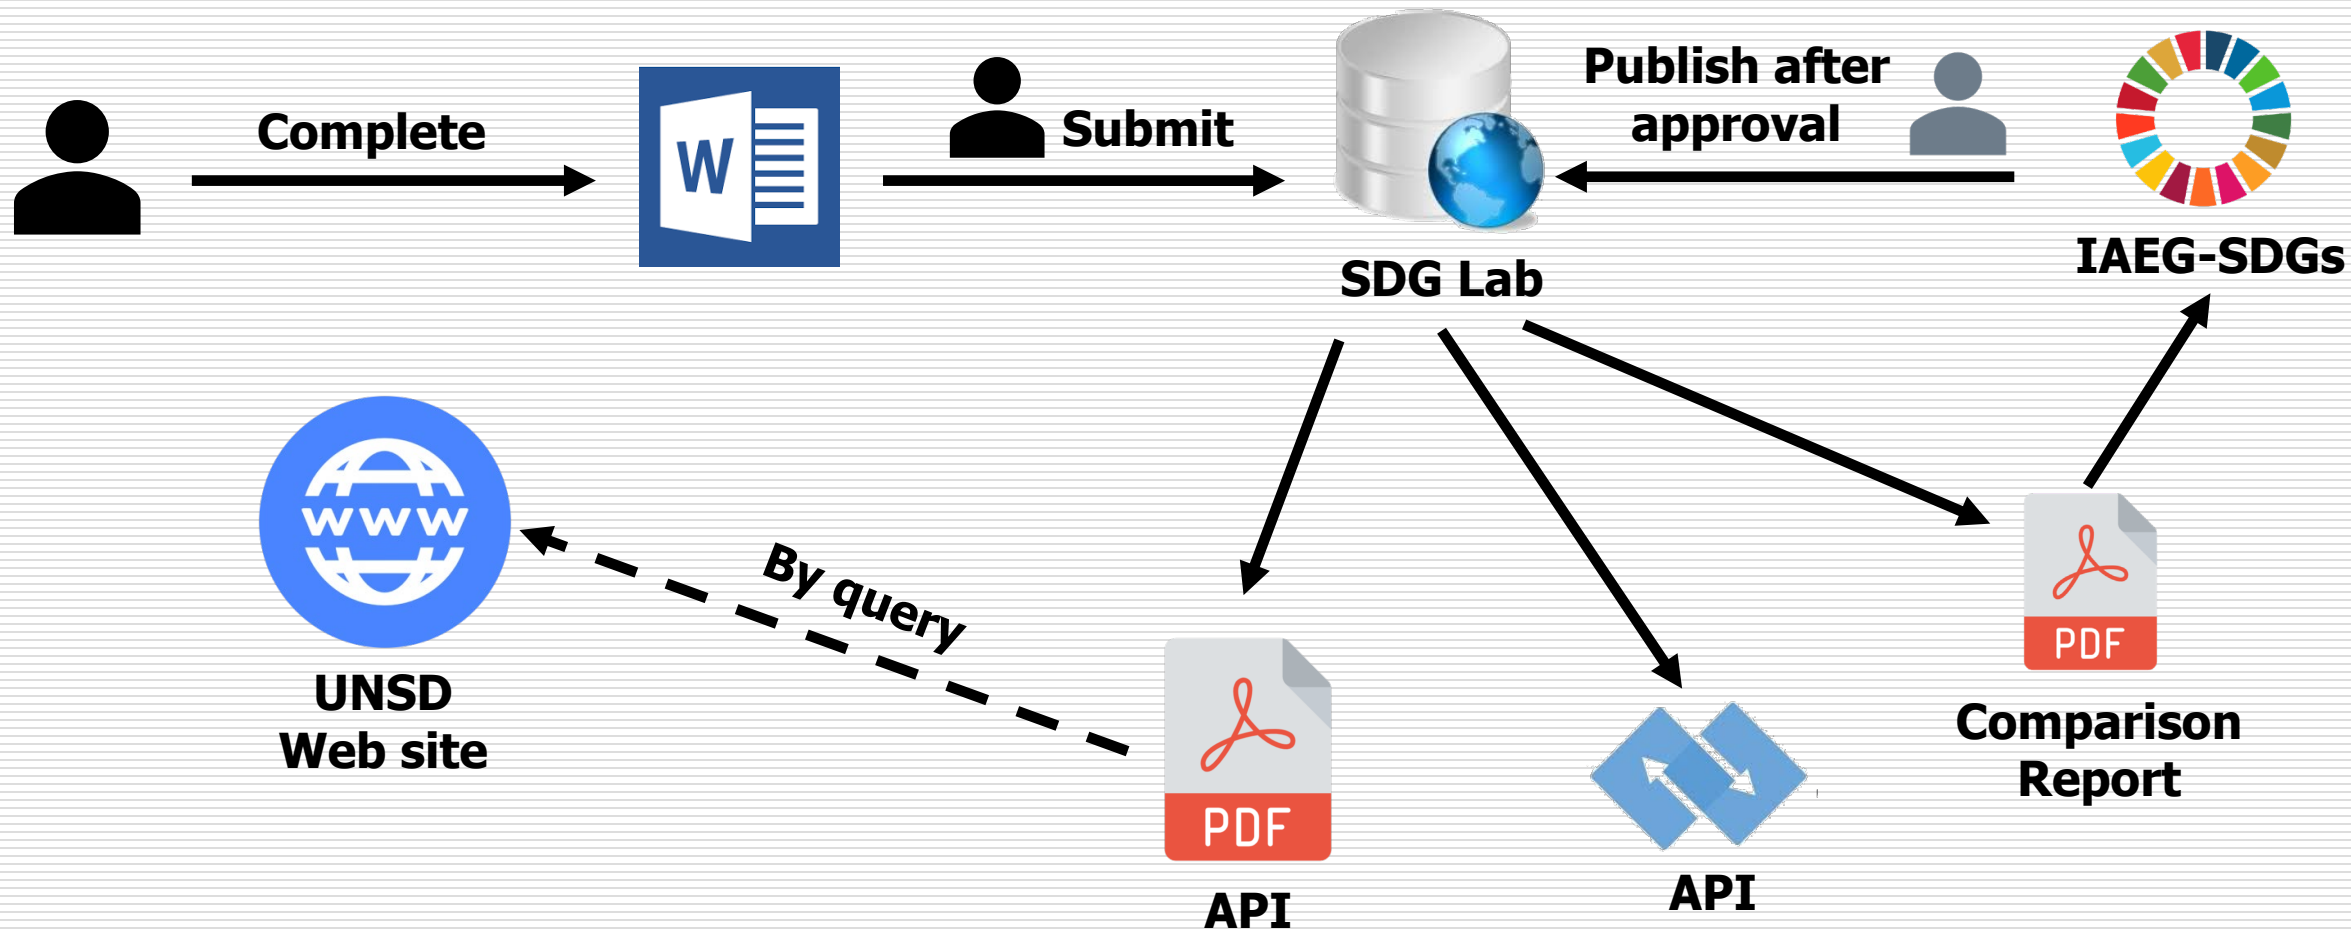 Complete
W
Submit
SDG Lab
Publish after
approval
IAEG-SDGs
www
UNSD
Web site
By query
PDF
API
API
PDF
Comparison
Report